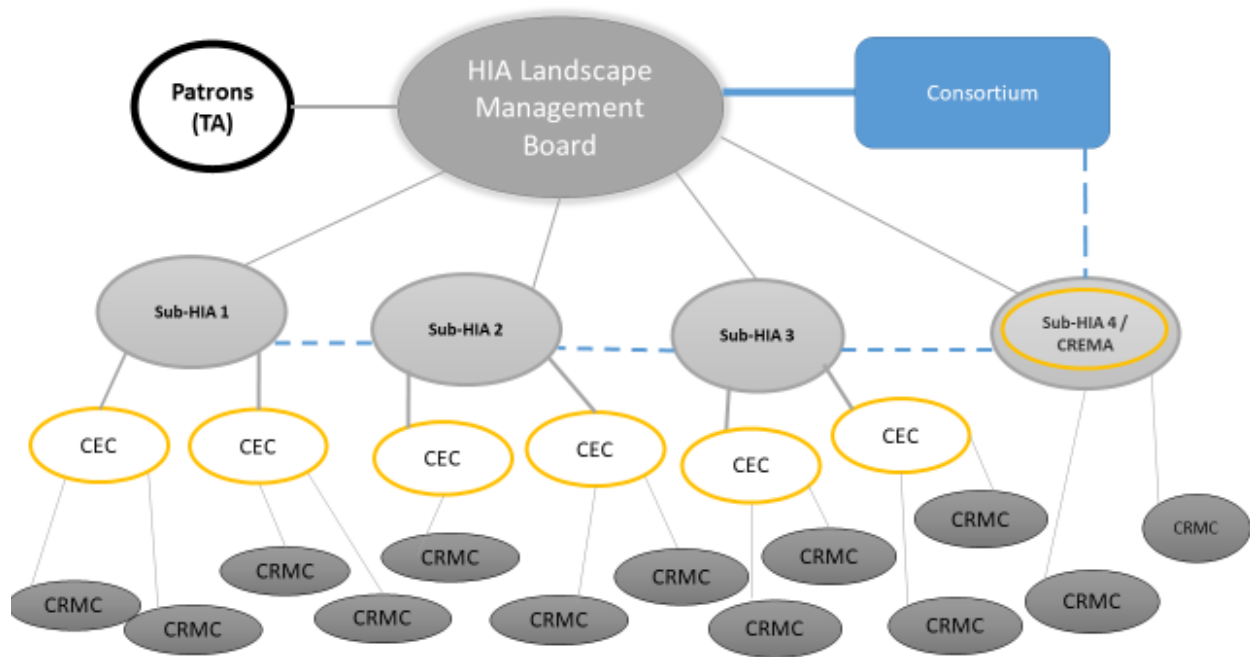 Patrons
(TA)
HIA Landscape
Management
Board
Consortium
Sub-HIA 1
Sub-HIA 2
Sub-HIA 3
Sub-HIA 4 /
CREMA
CEC
CEC
CEC
CEC
CEC
CEC
CRMC
CRMC
CRMC
CRMC
CRMC
CRMC
CRMC
CRMC
CRMC
CRMC
CRMC
CRMC
CRMC